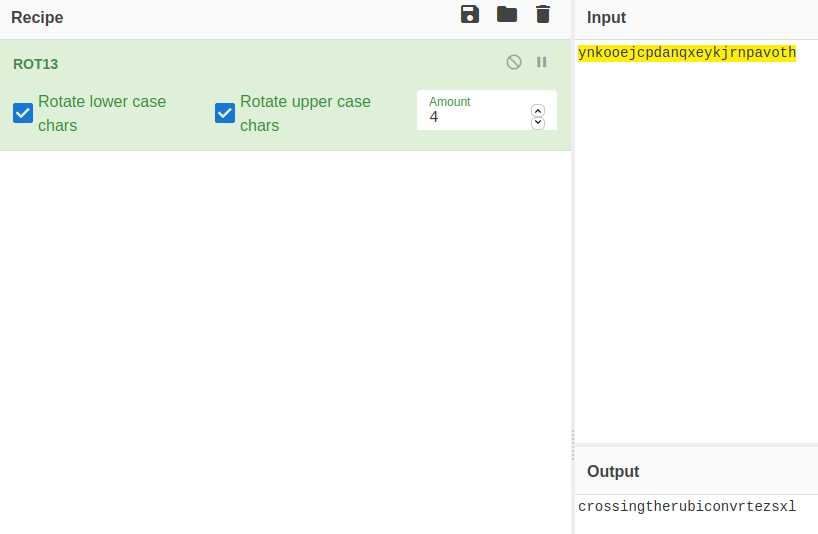 Recipe
ROT13
Rotate lower case
chars
Rotate upper case
chars
Amount
4
Input
ynkooejcpdanqxeykjrnpavoth
Output
crossingtherubiconvrtezsxl